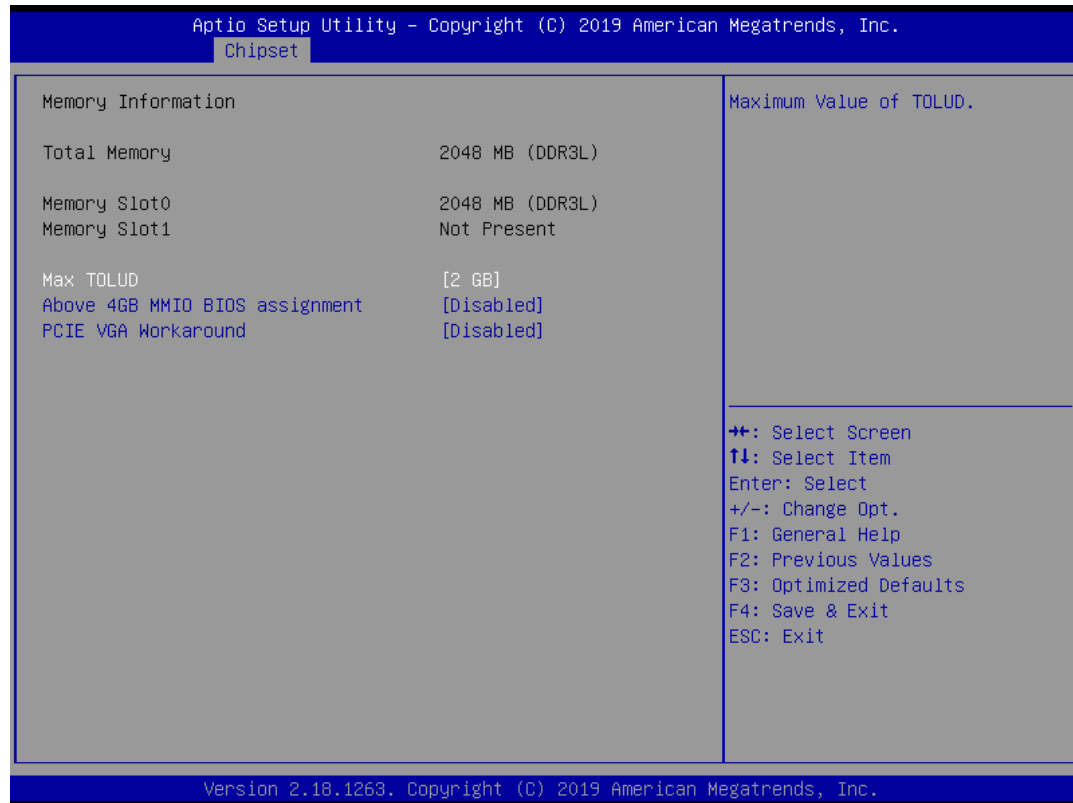 Aptio Setup Utility – Copyright (C) 2019 American Megatrends, Inc.
Chipset
Memory Information
Maximum Value of TOLUD.
Total Memory 2048 MB (DDR3L)
Memory Slot0 2048 MB (DDR3L)
Memory Slot1 Not Present
Max TOLUD [2 GB]
Above 4GB MMIO BIOS assignment [Disabled]
PCIE VGA Workaround [Disabled]
→←: Select Screen
↑↓: Select Item
Enter: Select
+/-: Change Opt.
F1: General Help
F2: Previous Values
F3: Optimized Defaults
F4: Save & Exit
ESC: Exit
Version 2.18.1263. Copyright (C) 2019 American Megatrends, Inc.